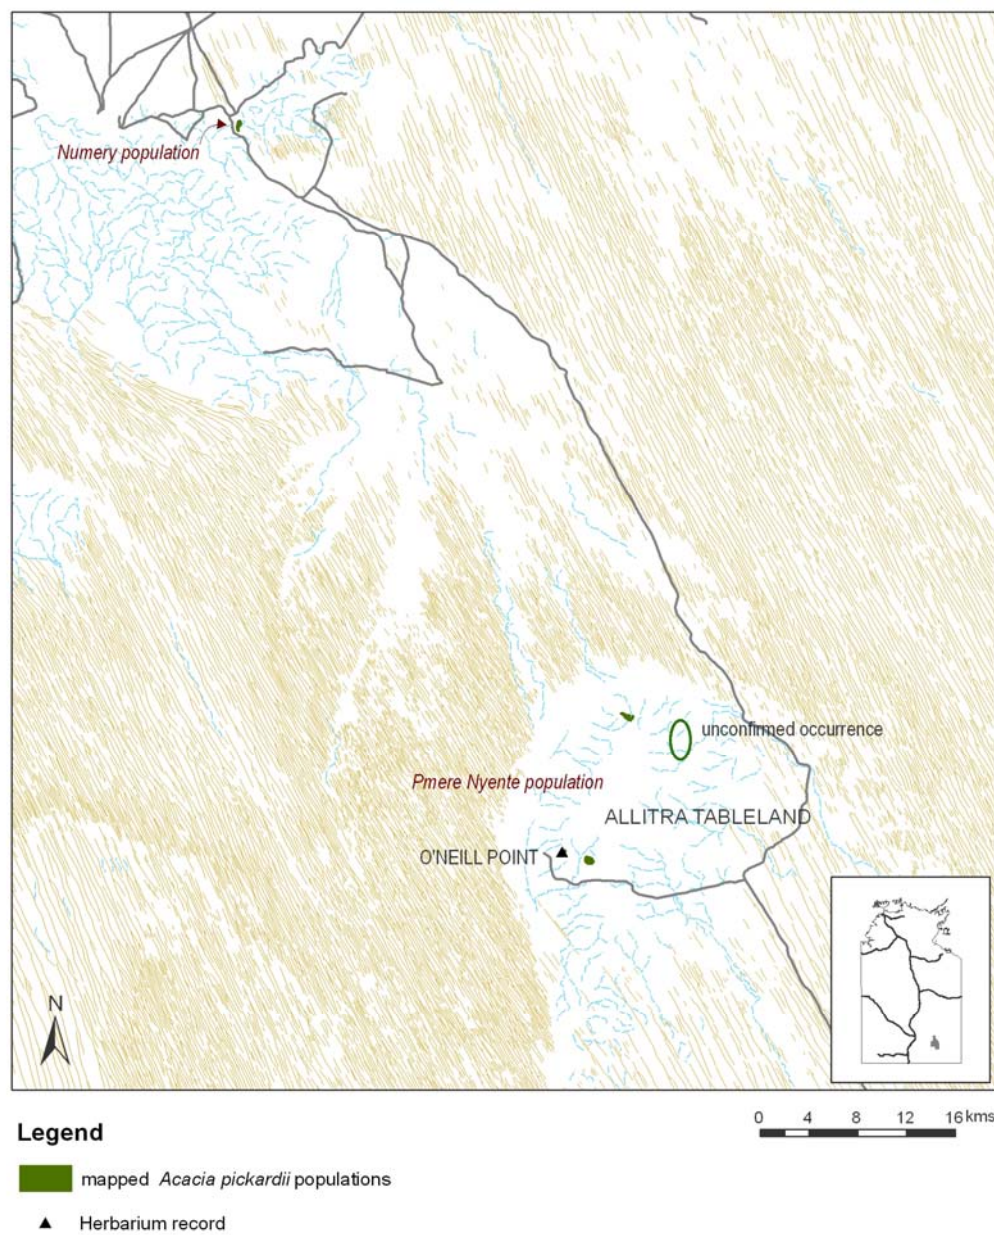 Numery population
unconfirmed occurrence
Pmere Nyente population
ALLITRA TABLELAND
O'NEILL POINT
N
0 4 8 12 16 kms
Legend
mapped Acacia pickardii populations
Herbarium record